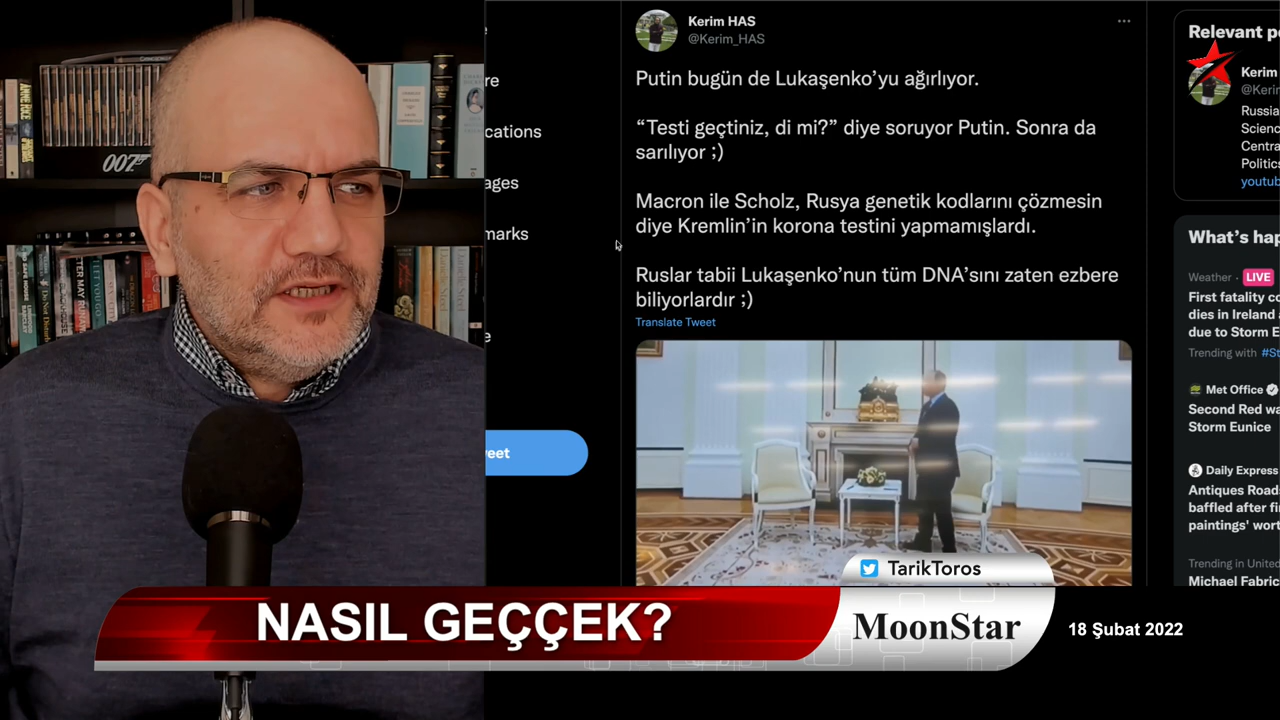 Kerim HAS
@Kerim_HAS
Putin bugün de Lukaşenko’yu ağırlıyor.
“Testi geçtiniz, di mi?” diye soruyor Putin. Sonra da
sarılıyor ;)
Macron ile Scholz, Rusya genetik kodlarını çözmesin
diye Kremlin’in korona testini yapmamışlardı.
Ruslar tabii Lukaşenko’nun tüm DNA’sını zaten ezbere
biliyorlardır ;)
Translate Tweet
re
cations
ages
marks
e
eet
Relevant pe
Kerim
@Kerim
Russia
Scienc
Centra
Politics
youtub
What’s hap
Weather · LIVE
First fatality co
dies in Ireland a
due to Storm E
Trending with #St
Met Office
Second Red wa
Storm Eunice
Daily Express
Antiques Road
baffled after fi
paintings' wort
Trending in United
Michael Fabric
007
TarikToros
NASIL GEÇÇEK?
MoonStar
18 Şubat 2022